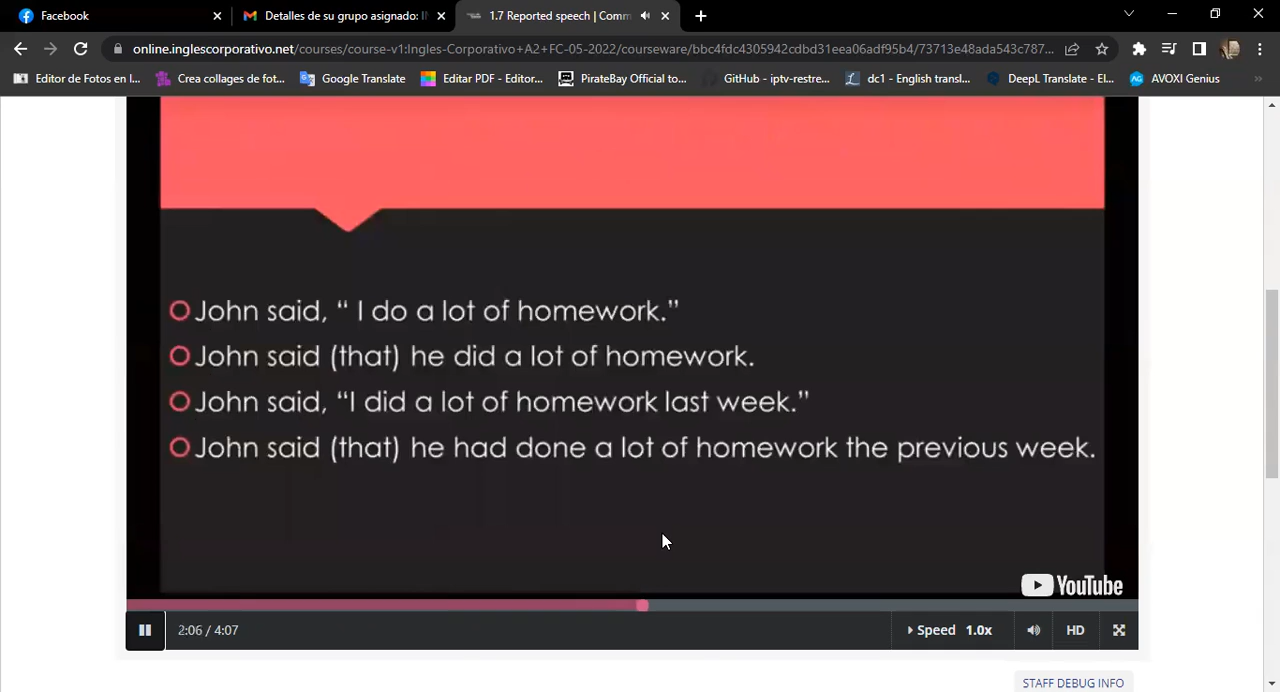 Facebook
Detalles de su grupo asignado: I
1.7 Reported speech | Comm
online.inglescorporativo.net/courses/course-v1:Ingles-Corporativo+A2+FC-05-2022/courseware/bbc4fdc4305942cdbd31eea06adf95b4/73713e48ada543c787...
Editor de Fotos en l...
Crea collages de fot...
Google Translate
Editar PDF - Editor...
PirateBay Official to...
GitHub - iptv-restre...
dc1 - English transl...
DeepL Translate - El...
AVOXI Genius
»
John said, “ I do a lot of homework.”
John said (that) he did a lot of homework.
John said, “I did a lot of homework last week.”
John said (that) he had done a lot of homework the previous week.
YouTube
2:06 / 4:07
Speed 1.0x
HD
STAFF DEBUG INFO